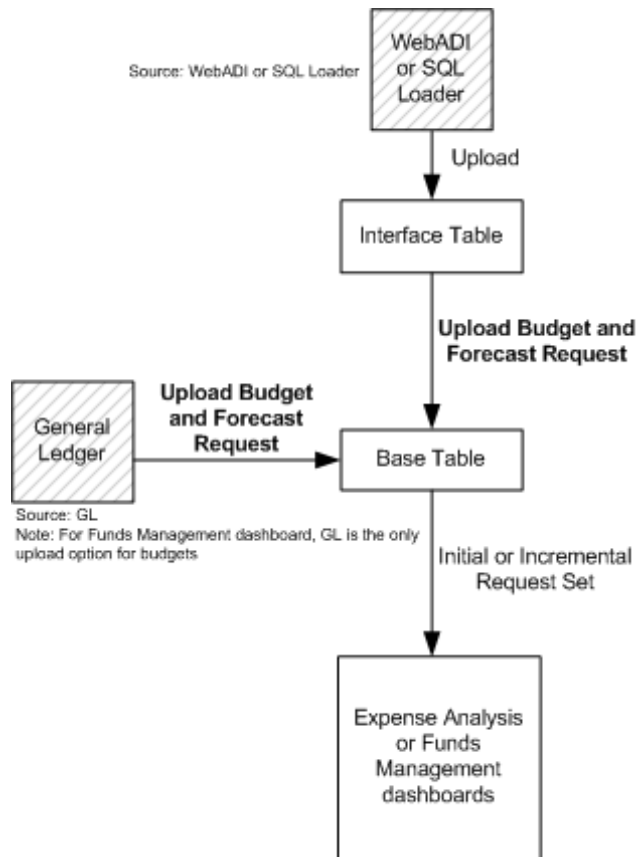 WebADI
or SQL
Loader
Source: WebADI or SQL Loader
Upload
Interface Table
Upload Budget and
Forecast Request
General
Ledger
Upload Budget
and Forecast
Request
Base Table
Source: GL
Note: For Funds Management dashboard, GL is the only
upload option for budgets
Initial or Incremental
Request Set
Expense Analysis
or Funds
Management
dashboards